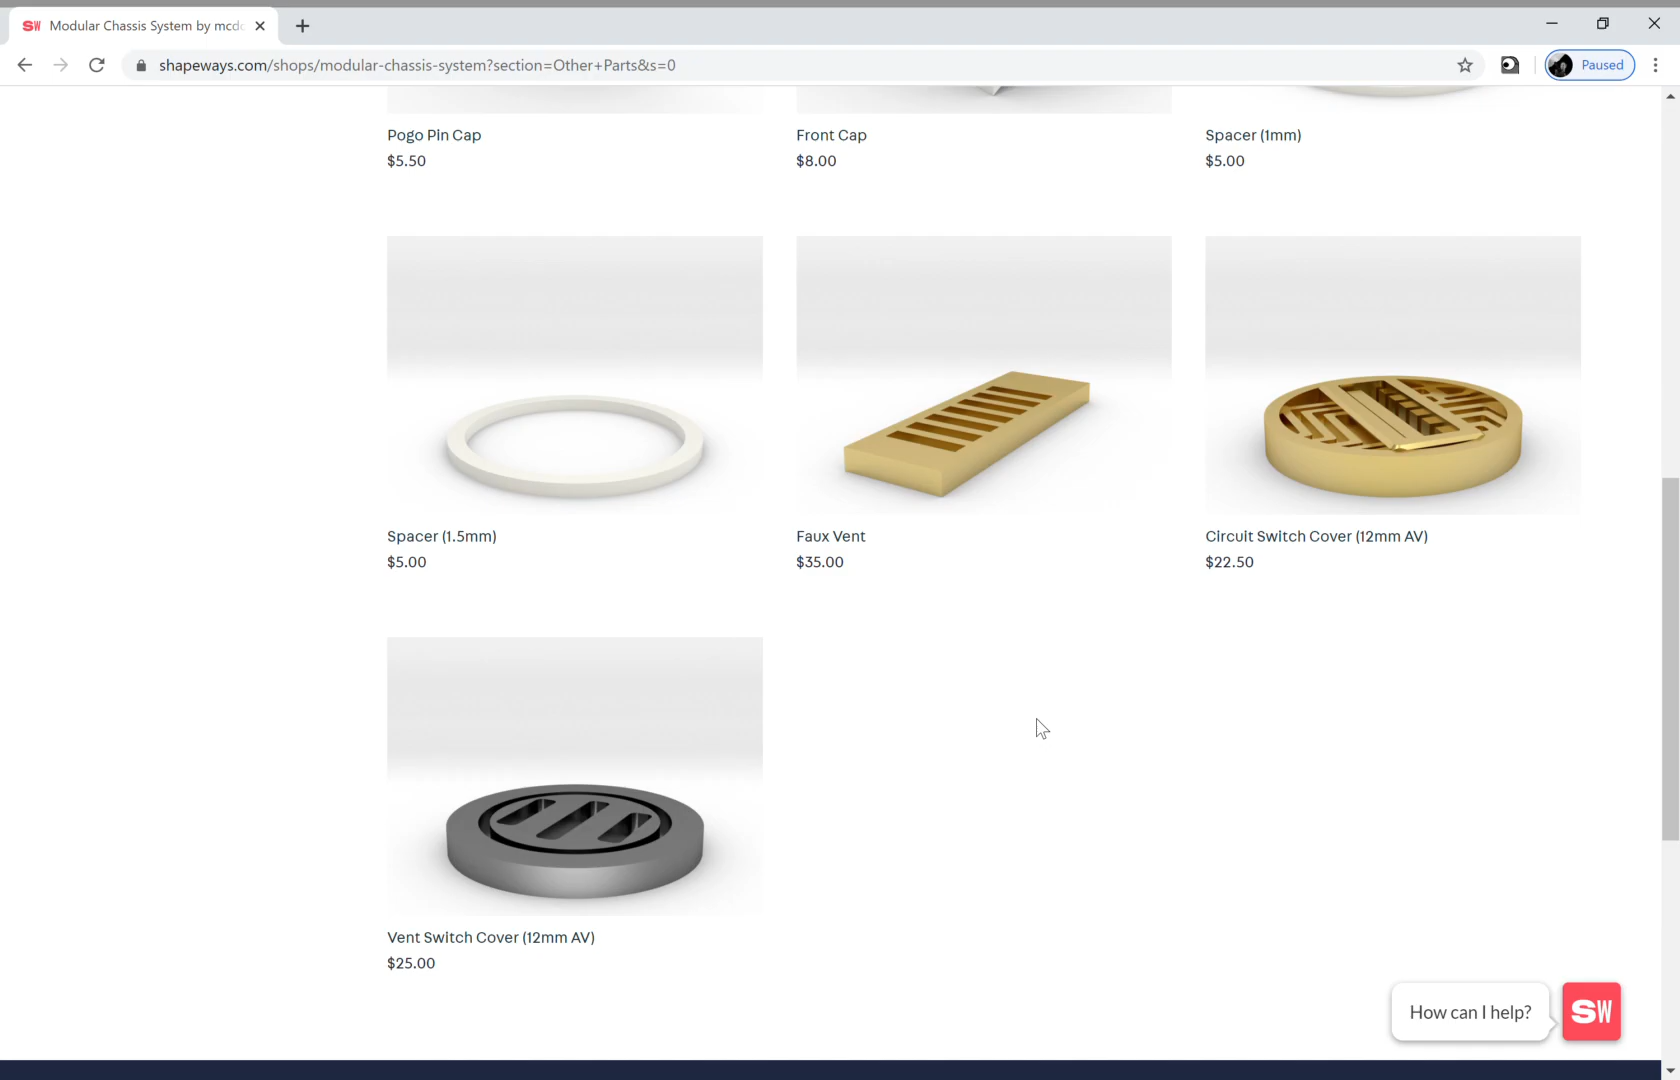 SW Modular Chassis System by mcdo
shapeways.com/shops/modular-chassis-system?section=Other+Parts&s=0
Paused
Pogo Pin Cap
$5.50
Front Cap
$8.00
Spacer (1mm)
$5.00
Spacer (1.5mm)
$5.00
Faux Vent
$35.00
Circuit Switch Cover (12mm AV)
$22.50
Vent Switch Cover (12mm AV)
$25.00
How can I help?
SW